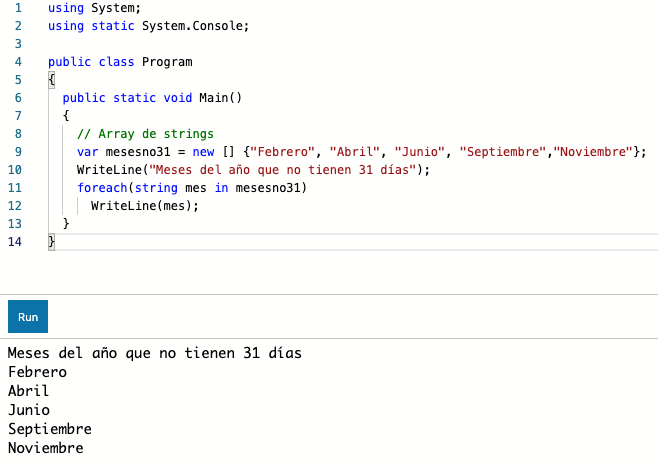 1 using System;
2 using static System.Console;
3
4 public class Program
5 {
6 public static void Main()
7 {
8 // Array de strings
9 var mesesno31 = new [] {"Febrero", "Abril", "Junio", "Septiembre","Noviembre"};
10 WriteLine("Meses del año que no tienen 31 días");
11 foreach(string mes in mesesno31)
12 WriteLine(mes);
13 }
14 }
Run
Meses del año que no tienen 31 días
Febrero
Abril
Junio
Septiembre
Noviembre